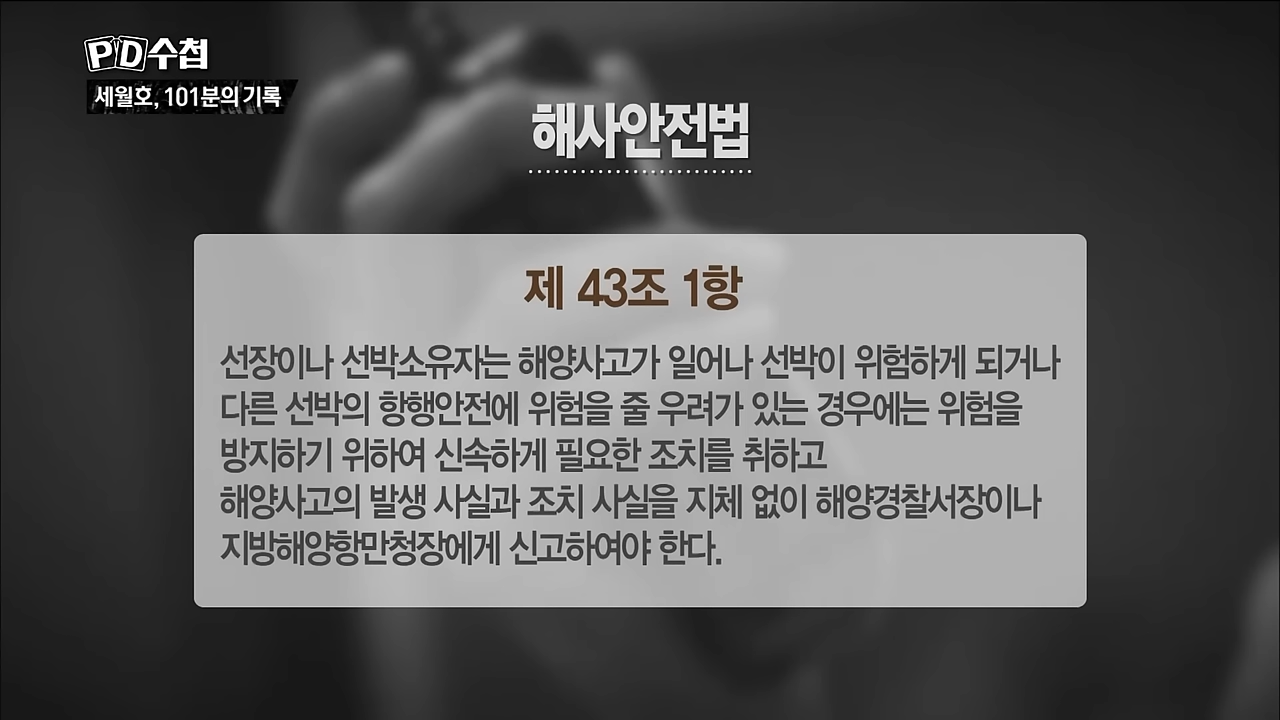 PD수첩
세월호, 101분의 기록
해사안전법
제 43조 1항
선장이나 선박소유자는 해양사고가 일어나 선박이 위험하게 되거나
다른 선박의 항행안전에 위험을 줄 우려가 있는 경우에는 위험을
방지하기 위하여 신속하게 필요한 조치를 취하고
해양사고의 발생 사실과 조치 사실을 지체 없이 해양경찰서장이나
지방해양항만청장에게 신고하여야 한다.